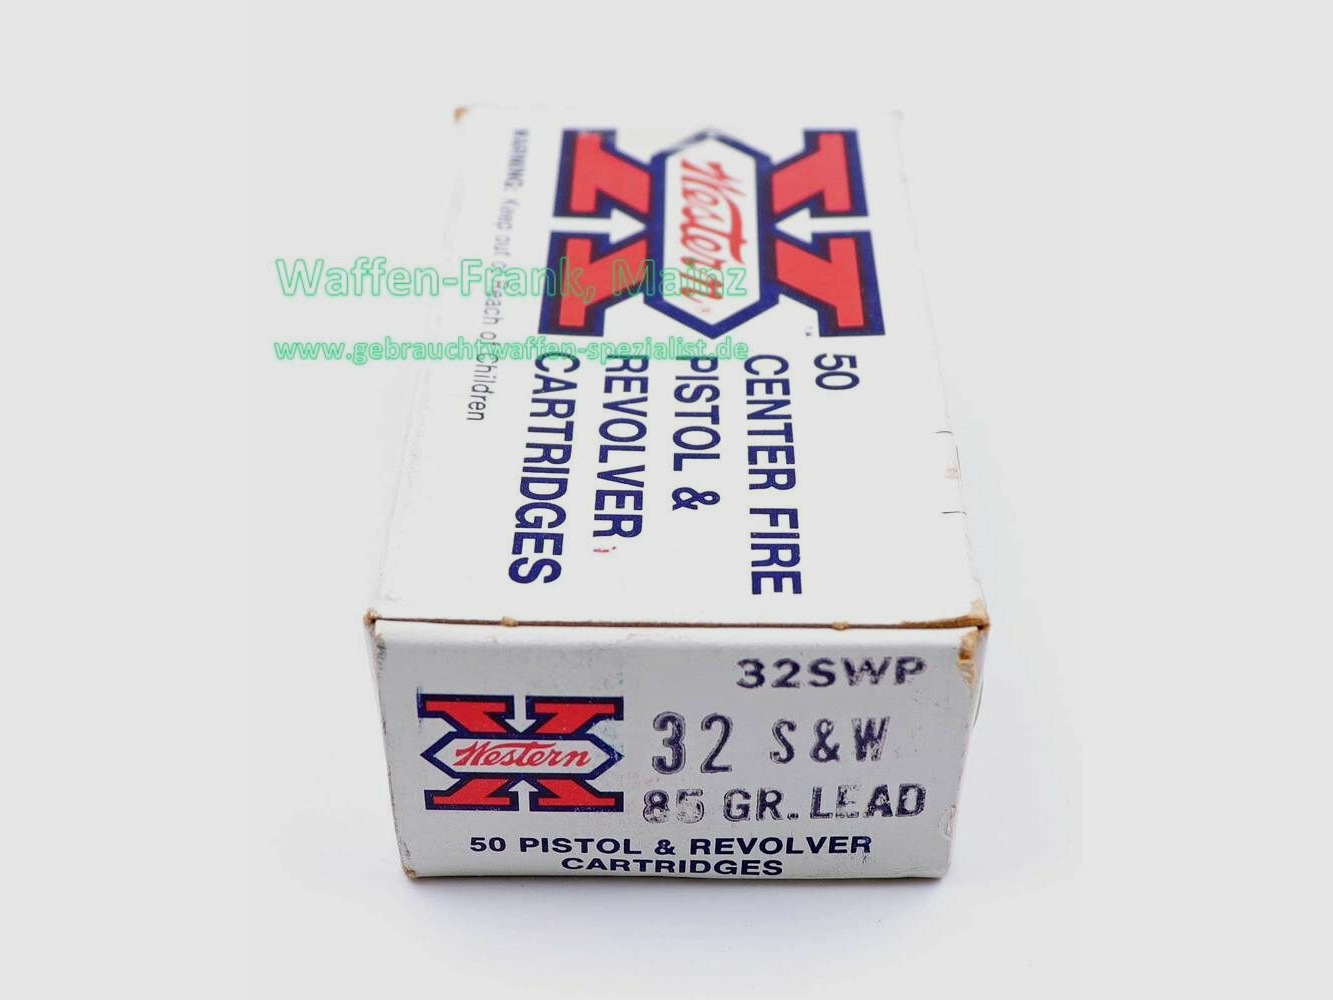 Western
™
50
CENTER FIRE
PISTOL &
REVOLVER
CARTRIDGES
WARNING: Keep out of Reach of Children
Waffen-Frank, Mainz
www.gebrauchtwaffen-spezialist.de
32SWP
Western
32 S&W
85 GR. LEAD
50 PISTOL & REVOLVER
CARTRIDGES